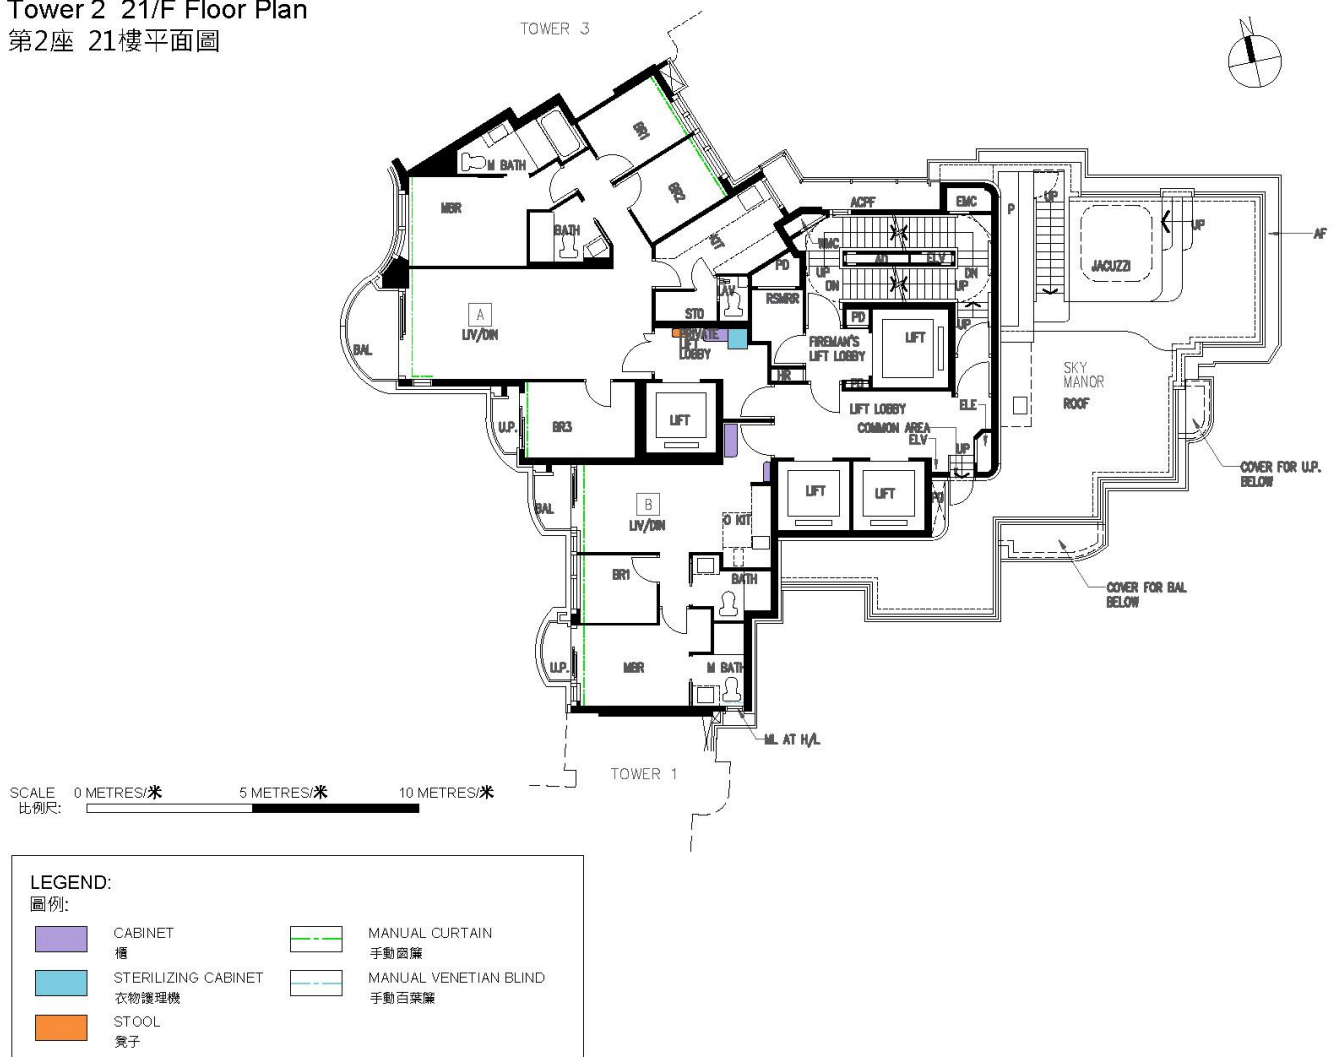 Tower 2 21/F Floor Plan
第2座 21樓平面圖
TOWER 3
N
BR1
M BATH
BR2
MBR
BATH
KIT
ACPF
EMC
P
UP
UP
JACUZZI
AF
WMC
AD
ELV
PD
UP
DN
DN
UP
LAV
RSMRR
STO
A
LIV/DIN
PRIVATE
LIFT
LOBBY
PD
FIREMAN'S
LIFT LOBBY
LIFT
UP
BAL
HR
PD
SKY
MANOR
ROOF
U.P.
BR3
LIFT
LIFT LOBBY
COMMON AREA
ELE
ELV
UP
COVER FOR U.P.
BELOW
BAL
B
LIV/DIN
O KIT
LIFT
LIFT
PD
BR1
BATH
COVER FOR BAL
BELOW
U.P.
MBR
M BATH
ML AT H/L
TOWER 1
SCALE 0 METRES/米 5 METRES/米 10 METRES/米
比例尺:
LEGEND:
圖例:
CABINET
櫃
MANUAL CURTAIN
手動窗簾
STERILIZING CABINET
衣物護理機
MANUAL VENETIAN BLIND
手動百葉簾
STOOL
凳子